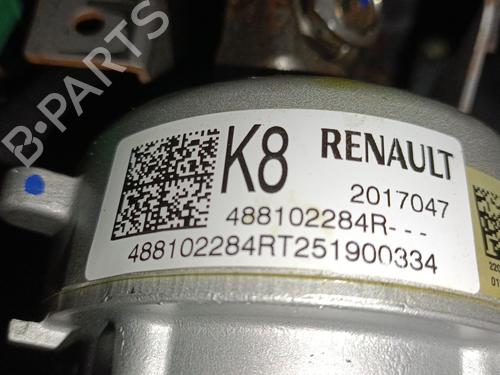 B-PARTS
K8 RENAULT
2017047
488102284R---
488102284RT251900334